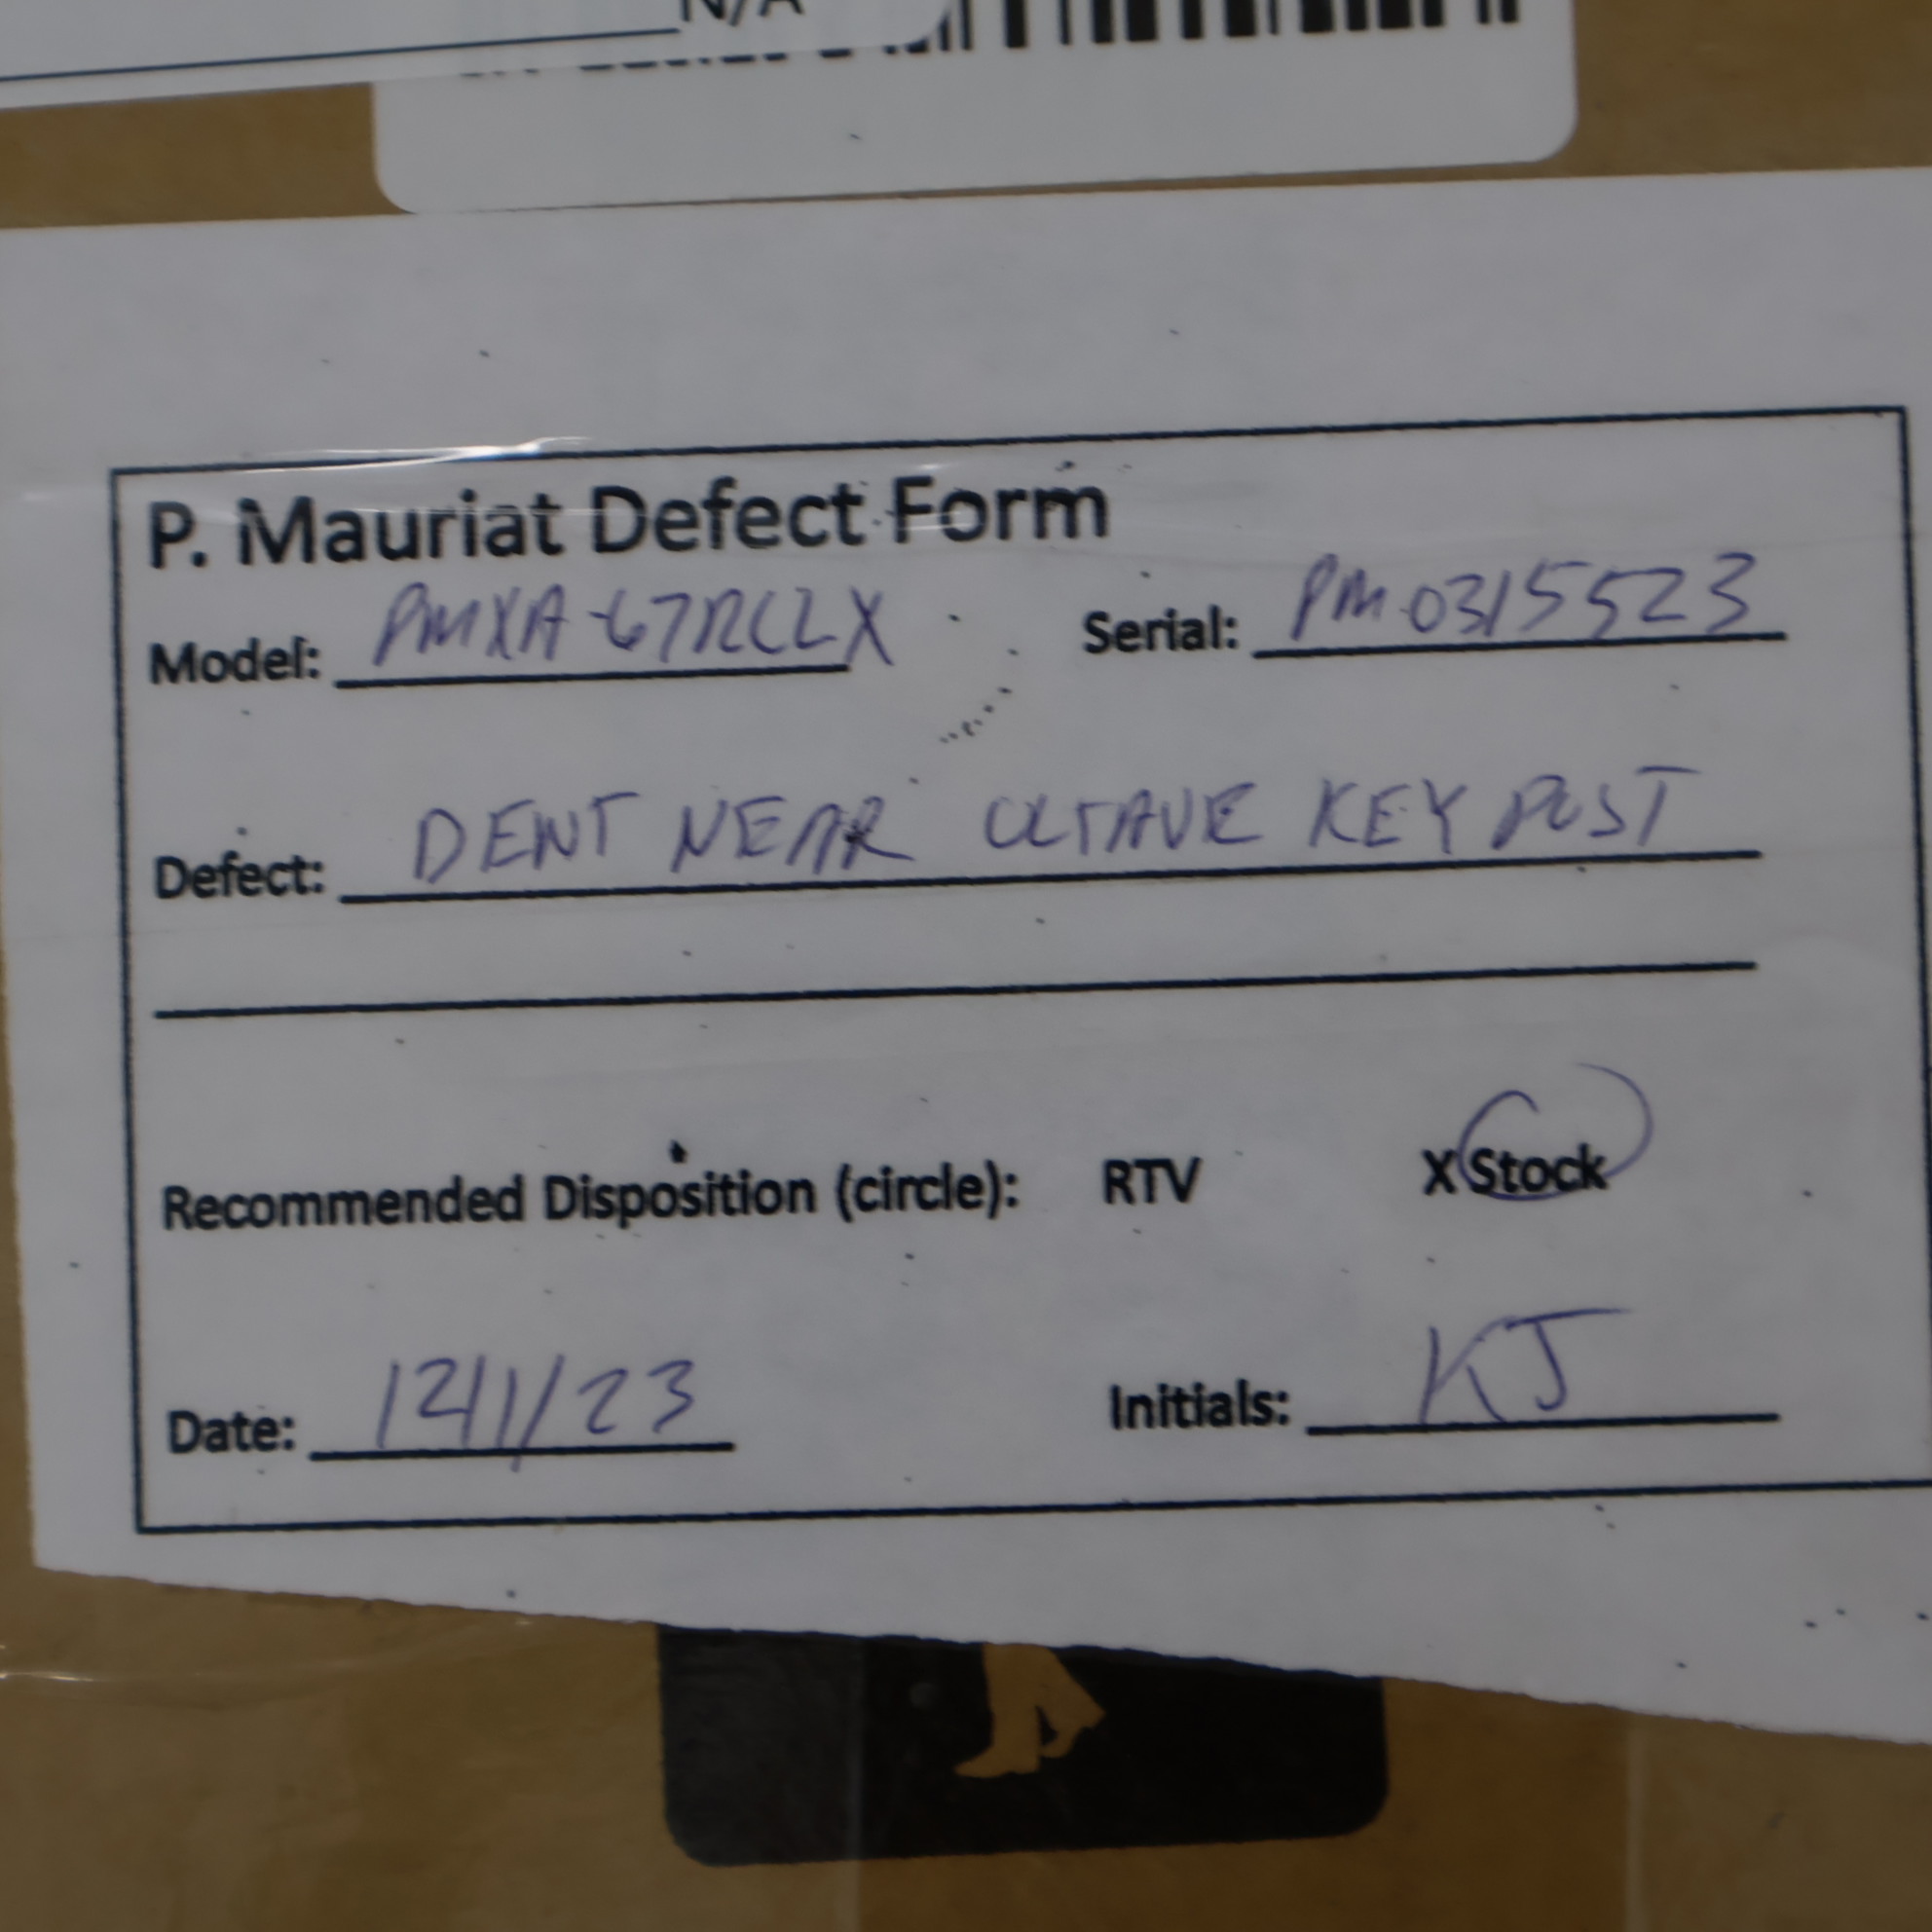 N/A
P. Mauriat Defect Form
Model: PMXA-67RCLX Serial: PM0315523
Defect: DENT NEAR OCTAVE KEY POST
Recommended Disposition (circle): RTV X Stock
Date: 12/1/23 Initials: KJ